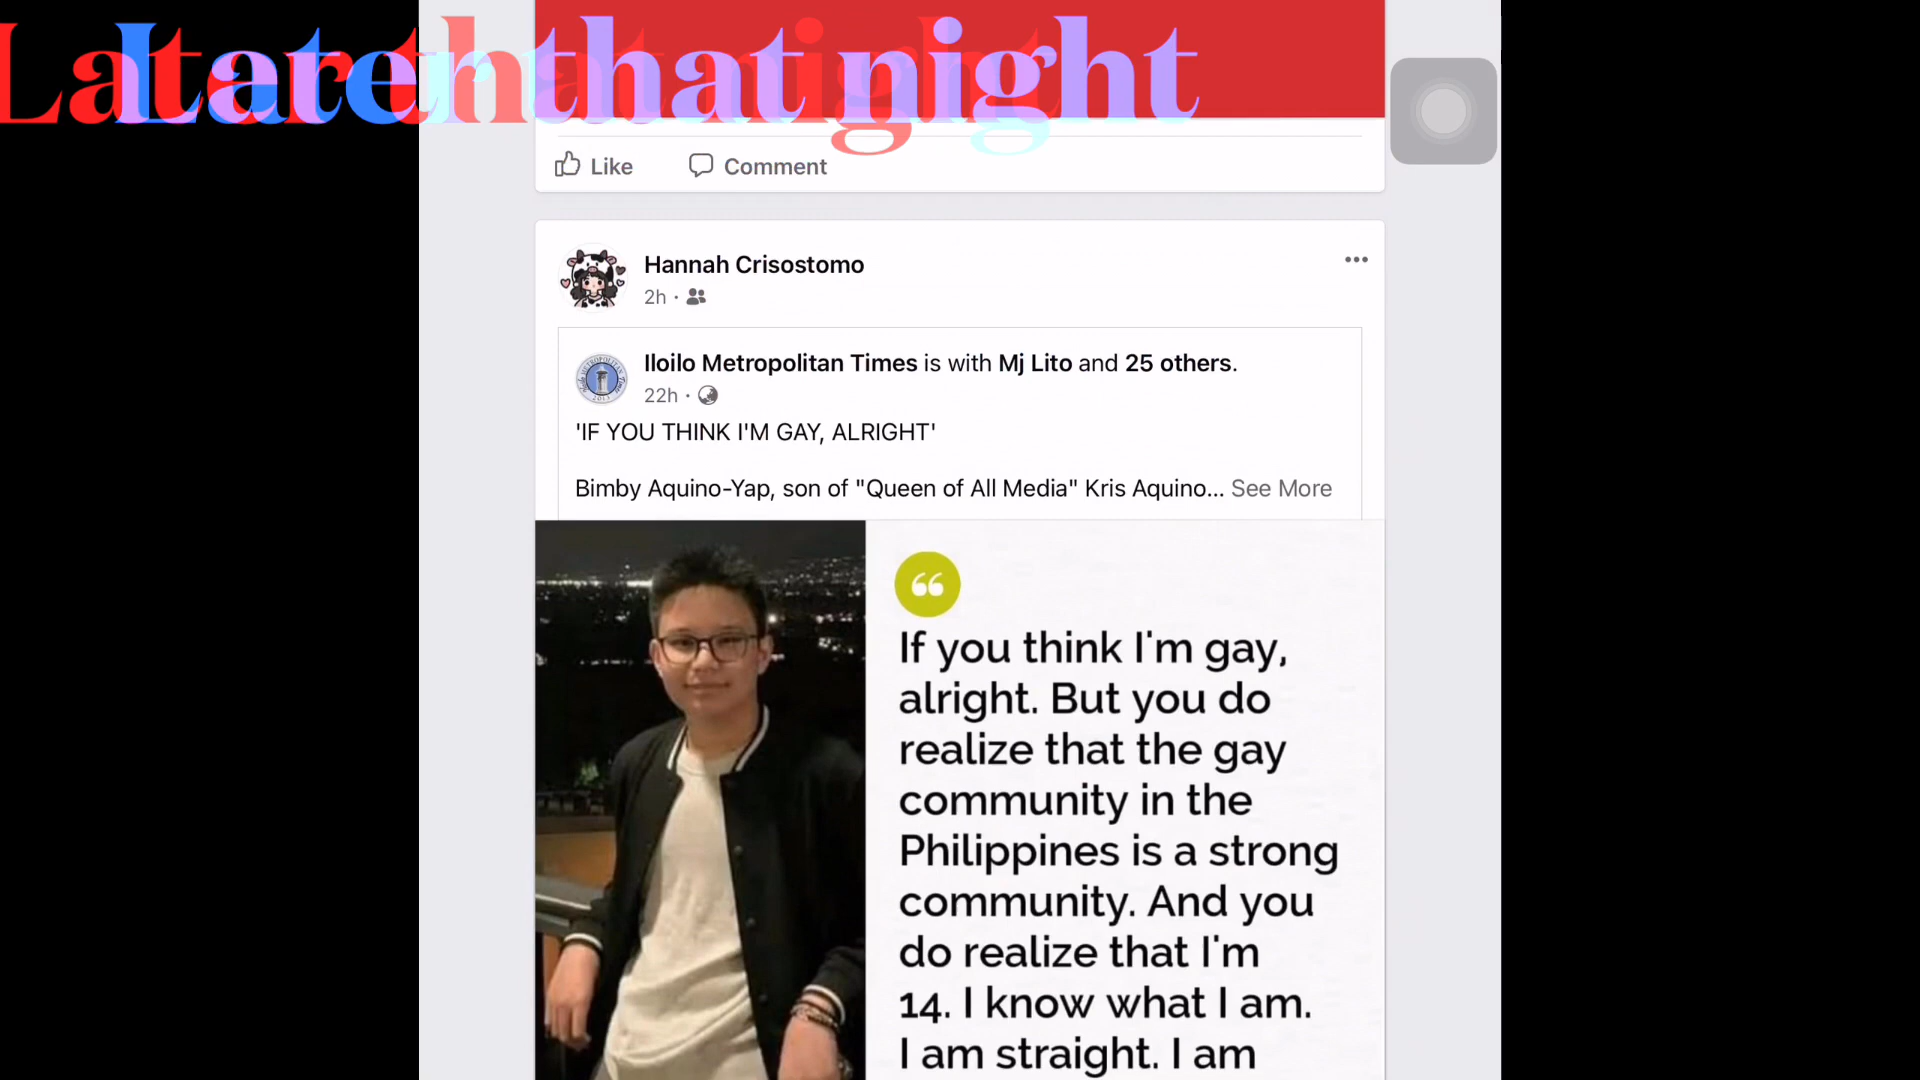 Later that night
Like
Comment
Hannah Crisostomo
2h ·
Iloilo Metropolitan Times is with Mj Lito and 25 others.
22h ·
'IF YOU THINK I'M GAY, ALRIGHT'
Bimby Aquino-Yap, son of "Queen of All Media" Kris Aquino... See More
If you think I'm gay,
alright. But you do
realize that the gay
community in the
Philippines is a strong
community. And you
do realize that I'm
14. I know what I am.
I am straight. I am